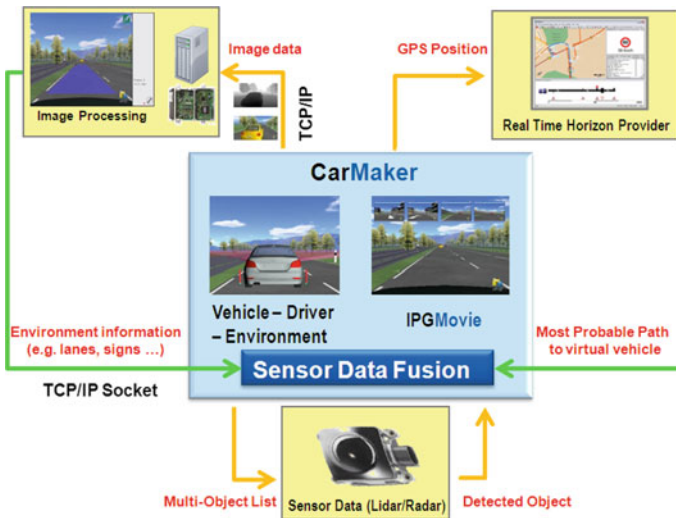 Image data
GPS Position
TCP/IP
Image Processing
Real Time Horizon Provider
CarMaker
Vehicle – Driver
– Environment
IPGMovie
Environment information
(e.g. lanes, signs ...)
Most Probable Path
to virtual vehicle
Sensor Data Fusion
TCP/IP Socket
Multi-Object List
Sensor Data (Lidar/Radar)
Detected Object